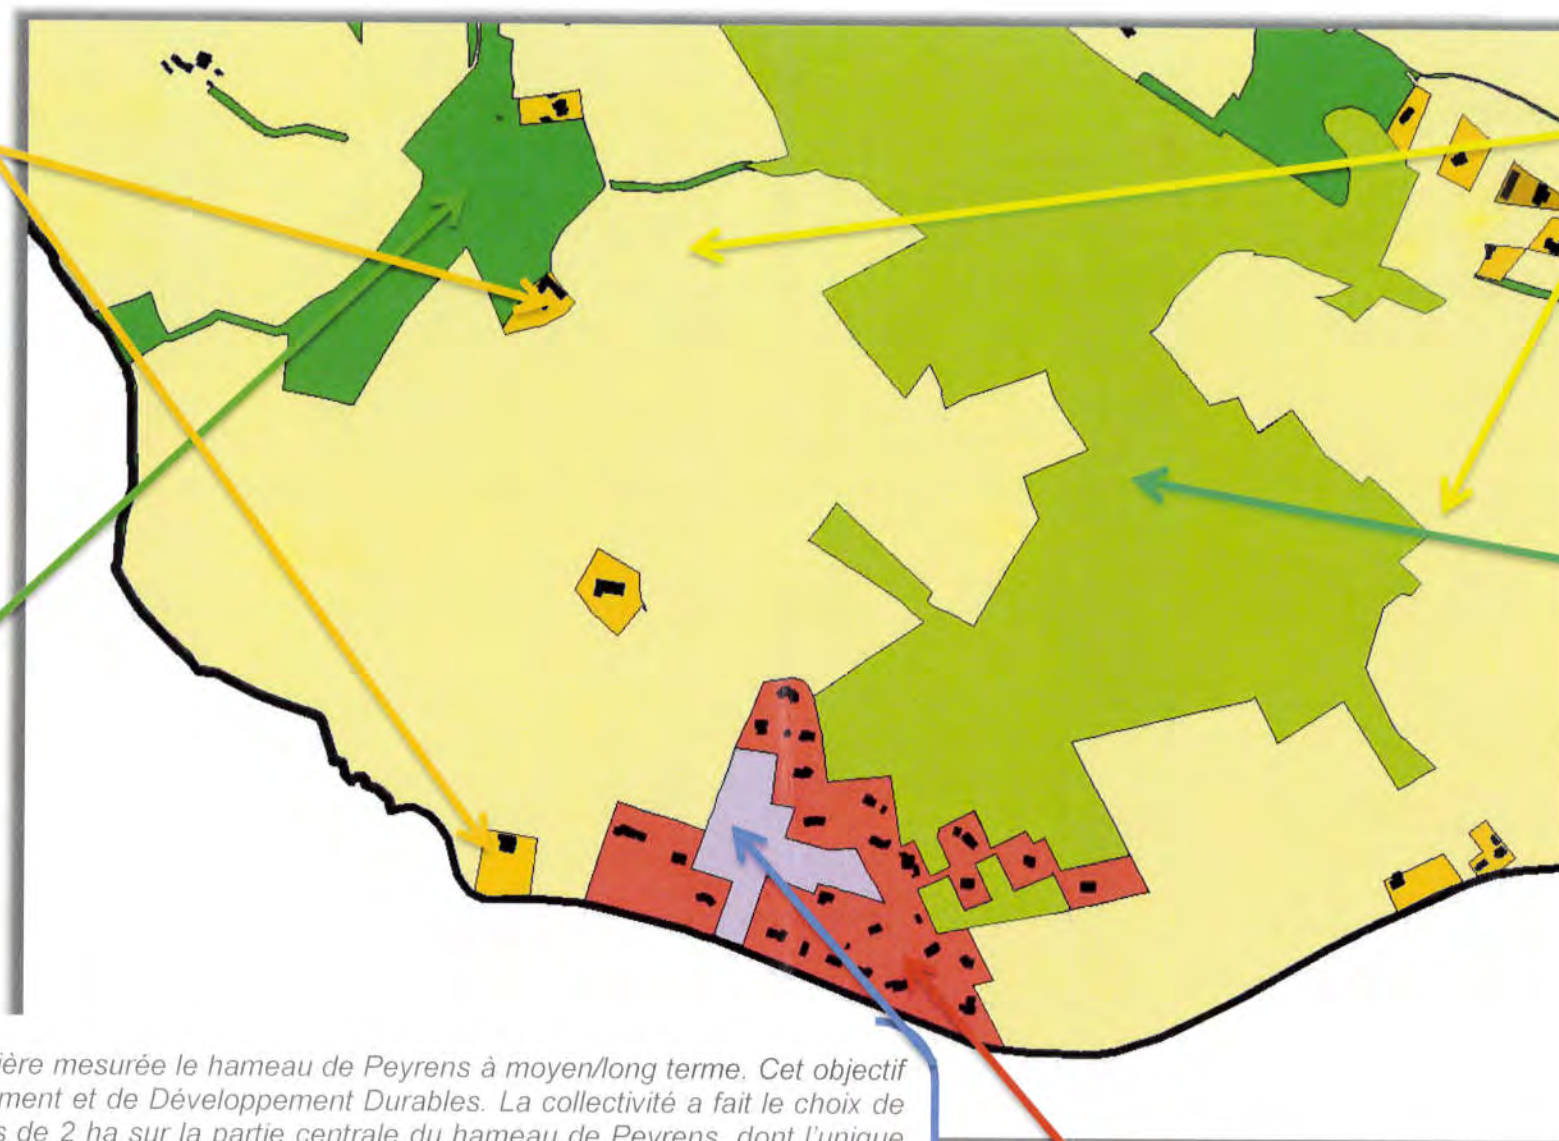 ière mesurée le hameau de Peyrens à moyen/long terme. Cet objectif
ment et de Développement Durables. La collectivité a fait le choix de
s de 2 ha sur la partie centrale du hameau de Peyrens, dont l'unique